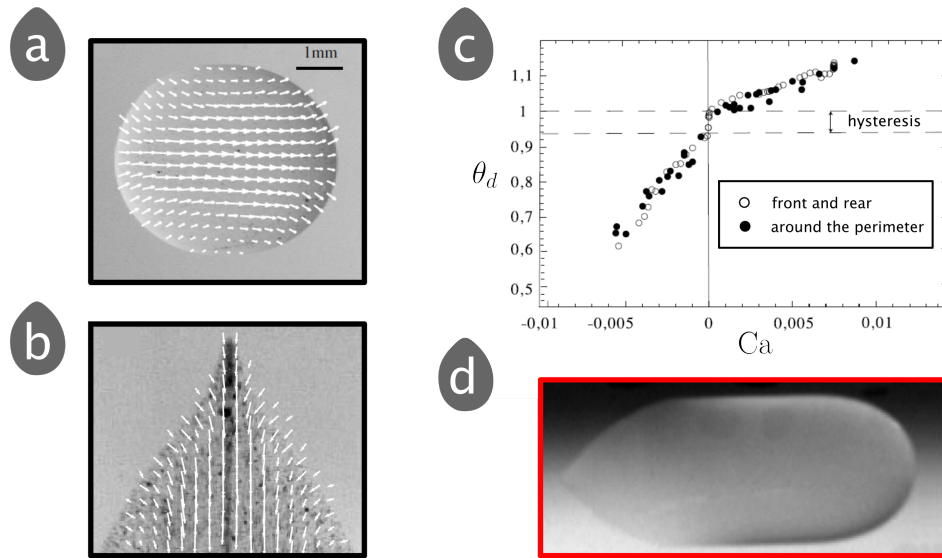 a
1mm
b
c
1,1
1
0,9
0,8
0,7
0,6
0,5
θd
hysteresis
front and rear
around the perimeter
-0,01
-0,005
0
0,005
0,01
Ca
d